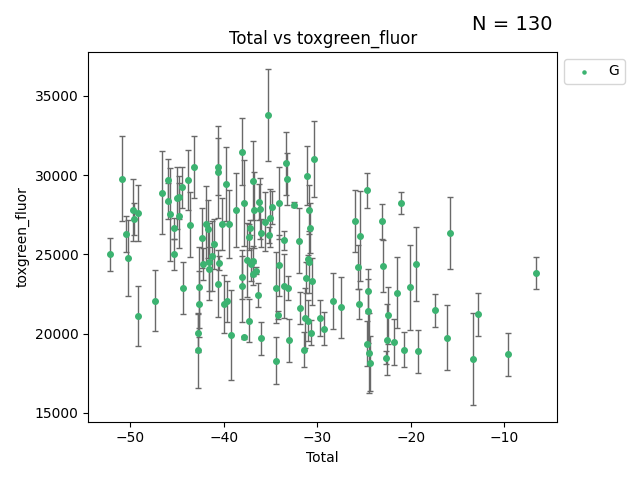 N = 130
Total vs toxgreen_fluor
G
toxgreen_fluor
35000
30000
25000
20000
15000
−50 −40 −30 −20 −10
Total